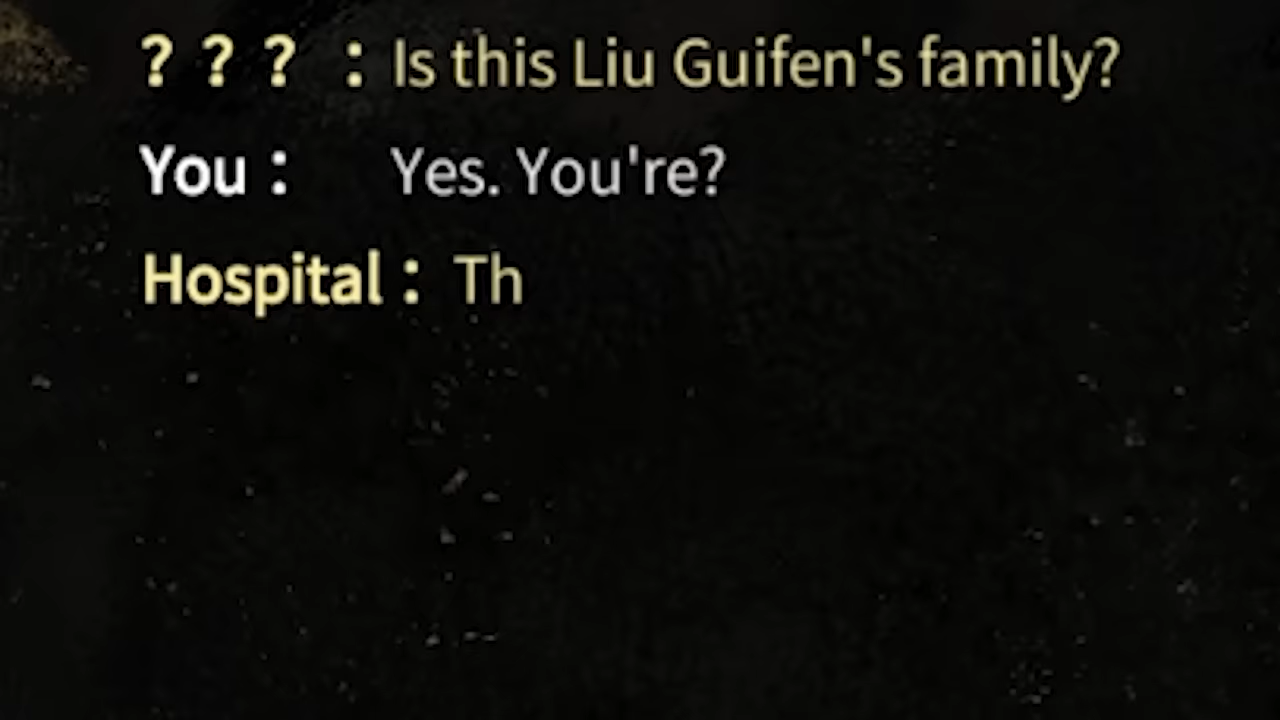 ? ? ? : Is this Liu Guifen's family?
You : Yes. You're?
Hospital : Th